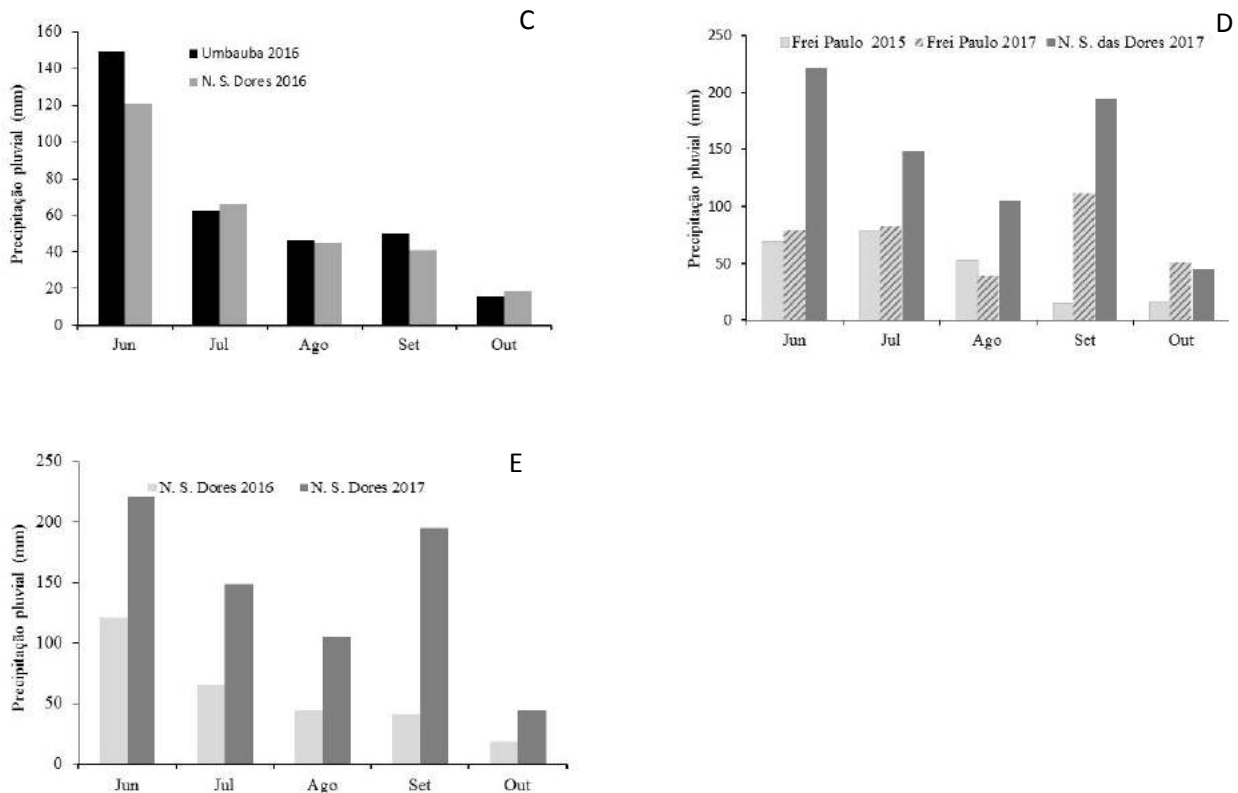 C
Precipitação pluvial (mm)
160
140
120
100
80
60
40
20
0
Umbauba 2016
N. S. Dores 2016
Jun Jul Ago Set Out
D
Precipitação pluvial (mm)
250
200
150
100
50
0
Frei Paulo 2015 Frei Paulo 2017 N. S. das Dores 2017
Jun Jul Ago Set Out
E
Precipitação pluvial (mm)
250
200
150
100
50
0
N. S. Dores 2016 N. S. Dores 2017
Jun Jul Ago Set Out